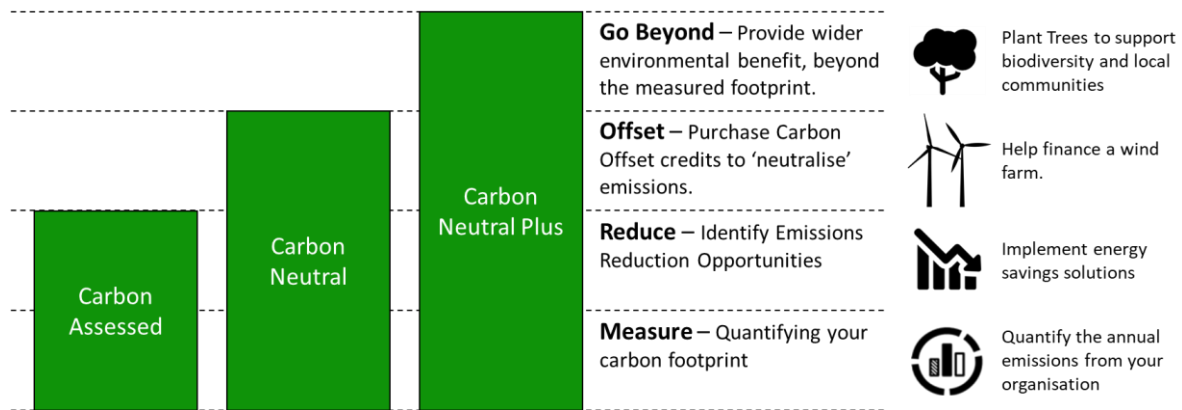 Carbon
Assessed
Carbon
Neutral
Carbon
Neutral Plus
Go Beyond – Provide wider
environmental benefit, beyond
the measured footprint.
Plant Trees to support
biodiversity and local
communities
Offset – Purchase Carbon
Offset credits to ‘neutralise’
emissions.
Help finance a wind
farm.
Reduce – Identify Emissions
Reduction Opportunities
Implement energy
savings solutions
Measure – Quantifying your
carbon footprint
Quantify the annual
emissions from your
organisation